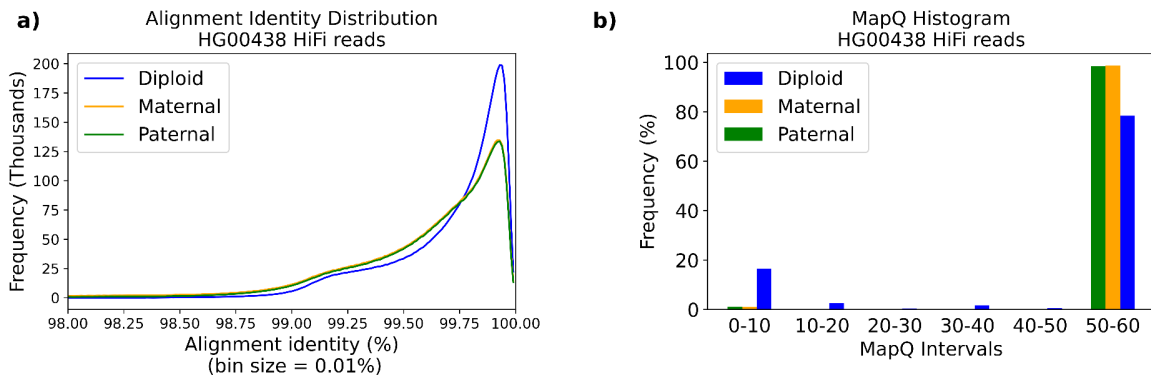 a)
Alignment Identity Distribution
HG00438 HiFi reads
Frequency (Thousands)
200
175
150
125
100
75
50
25
0
Diploid
Maternal
Paternal
98.00 98.25 98.50 98.75 99.00 99.25 99.50 99.75 100.00
Alignment identity (%)
(bin size = 0.01%)
b)
MapQ Histogram
HG00438 HiFi reads
Frequency (%)
100
80
60
40
20
0
Diploid
Maternal
Paternal
0-10 10-20 20-30 30-40 40-50 50-60
MapQ Intervals